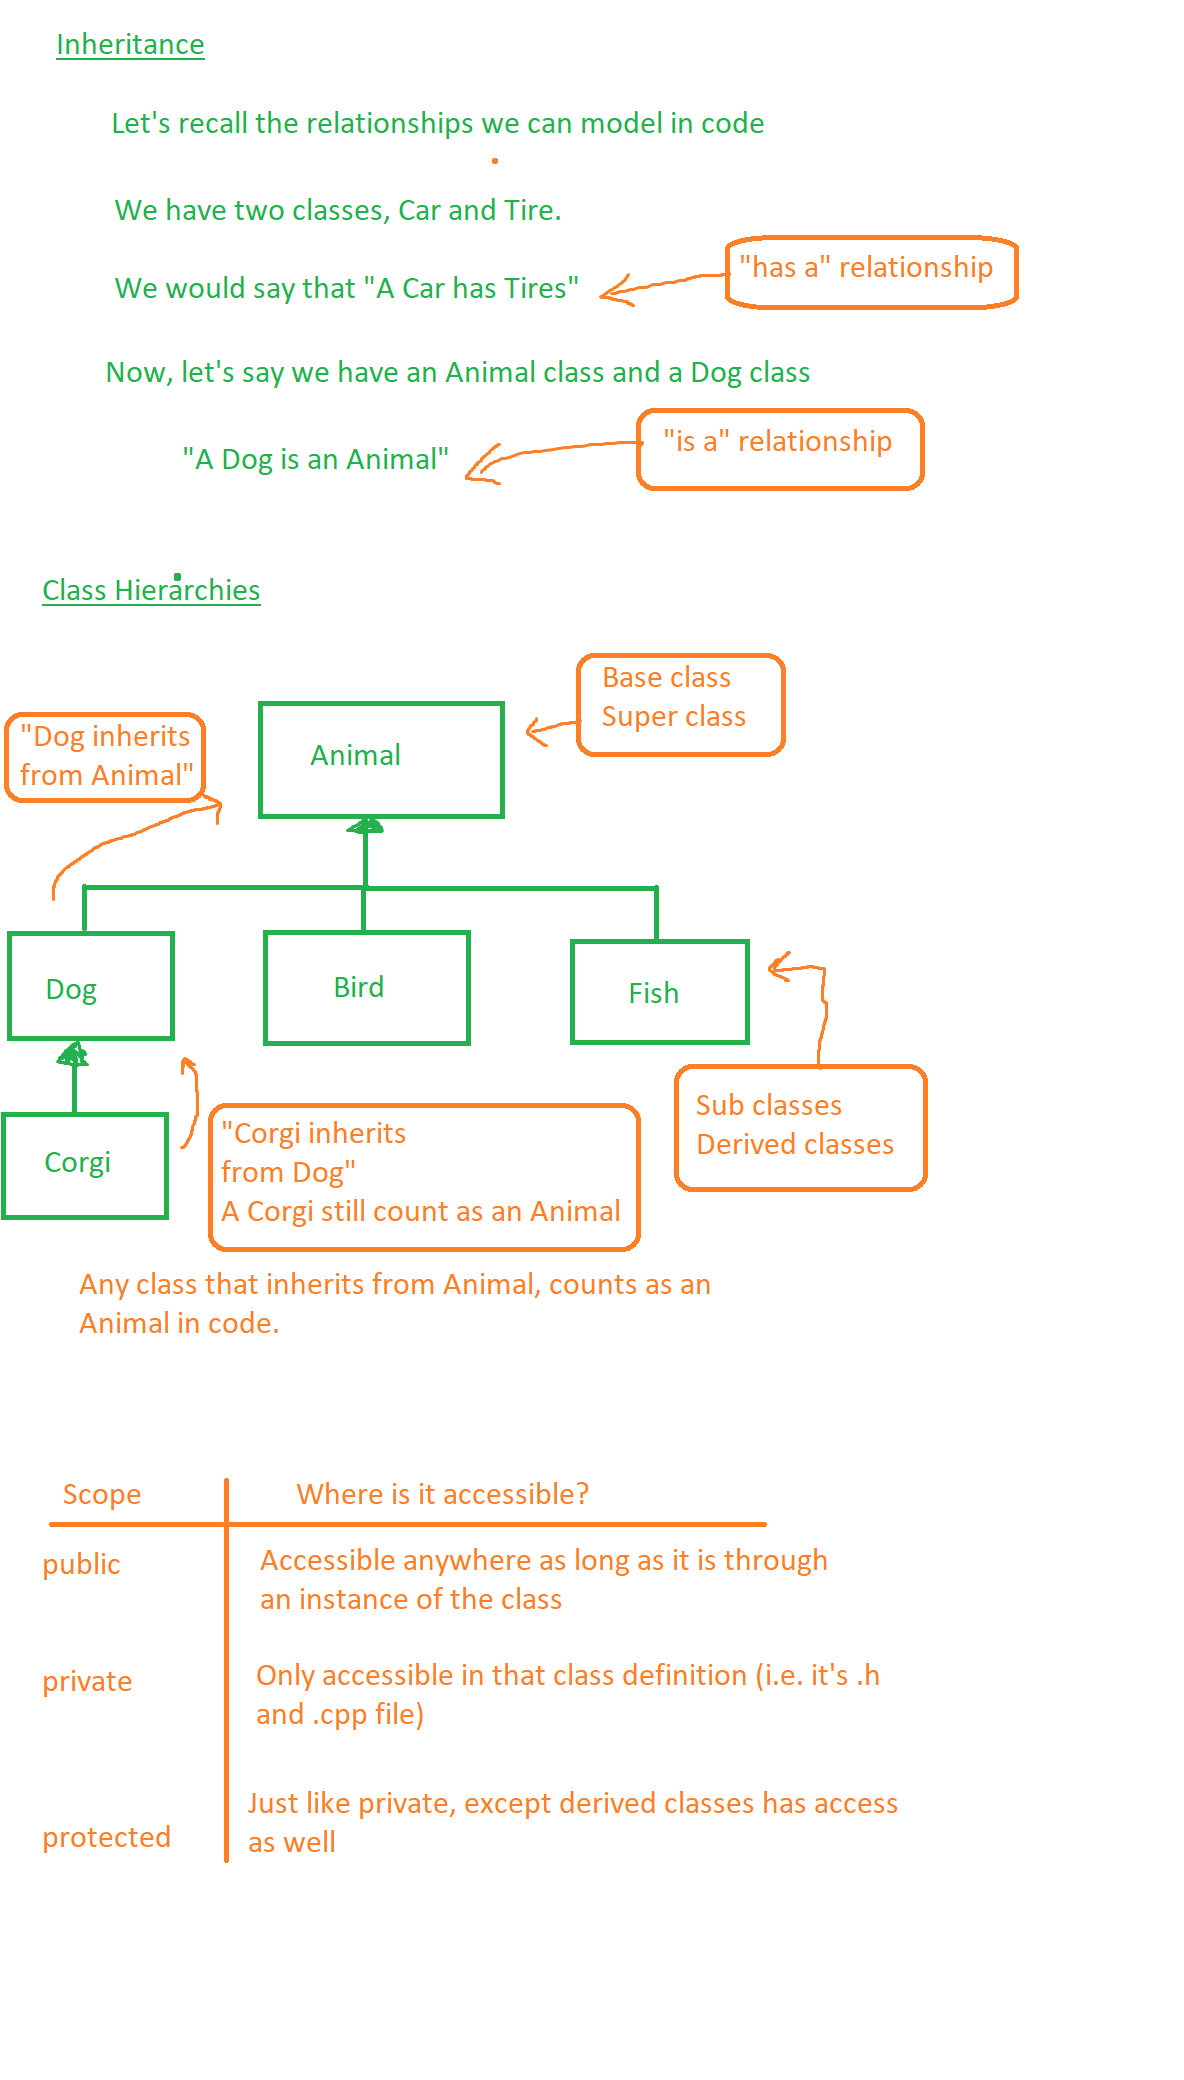 Inheritance
Let's recall the relationships we can model in code
We have two classes, Car and Tire.
"has a" relationship
We would say that "A Car has Tires"
Now, let's say we have an Animal class and a Dog class
"is a" relationship
"A Dog is an Animal"
Class Hierarchies
Base class
Super class
"Dog inherits
from Animal"
Animal
Dog
Bird
Fish
Sub classes
Derived classes
"Corgi inherits
from Dog"
A Corgi still count as an Animal
Corgi
Any class that inherits from Animal, counts as an
Animal in code.
Scope
Where is it accessible?
public
Accessible anywhere as long as it is through
an instance of the class
private
Only accessible in that class definition (i.e. it's .h
and .cpp file)
protected
Just like private, except derived classes has access
as well